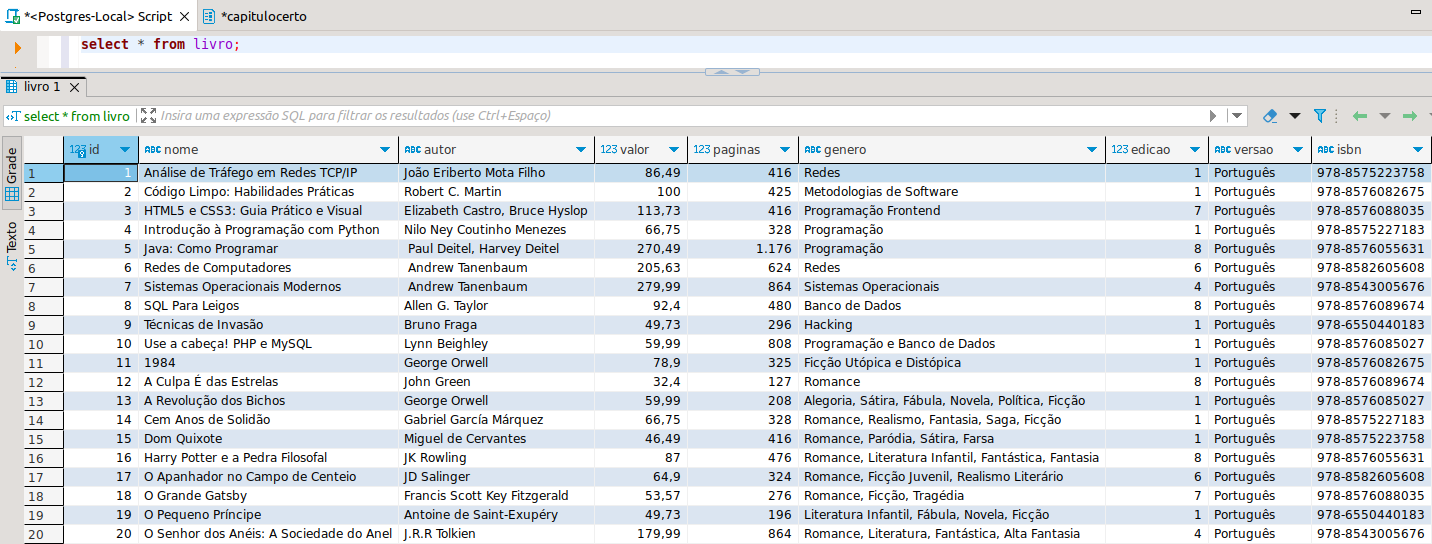 *<Postgres-Local> Script *capitulocerto
select * from livro;
livro 1
select * from livro Insira uma expressão SQL para filtrar os resultados (use Ctrl+Espaço)
Grade
Texto
123 id ABC nome ABC autor 123 valor 123 paginas ABC genero 123 edicao ABC versao ABC isbn
1 1 Análise de Tráfego em Redes TCP/IP João Eriberto Mota Filho 86,49 416 Redes 1 Português 978-8575223758
2 2 Código Limpo: Habilidades Práticas Robert C. Martin 100 425 Metodologias de Software 1 Português 978-8576082675
3 3 HTML5 e CSS3: Guia Prático e Visual Elizabeth Castro, Bruce Hyslop 113,73 416 Programação Frontend 7 Português 978-8576088035
4 4 Introdução à Programação com Python Nilo Ney Coutinho Menezes 66,75 328 Programação 1 Português 978-8575227183
5 5 Java: Como Programar Paul Deitel, Harvey Deitel 270,49 1.176 Programação 8 Português 978-8576055631
6 6 Redes de Computadores Andrew Tanenbaum 205,63 624 Redes 6 Português 978-8582605608
7 7 Sistemas Operacionais Modernos Andrew Tanenbaum 279,99 864 Sistemas Operacionais 4 Português 978-8543005676
8 8 SQL Para Leigos Allen G. Taylor 92,4 480 Banco de Dados 8 Português 978-8576089674
9 9 Técnicas de Invasão Bruno Fraga 49,73 296 Hacking 1 Português 978-6550440183
10 10 Use a cabeça! PHP e MySQL Lynn Beighley 59,99 808 Programação e Banco de Dados 1 Português 978-8576085027
11 11 1984 George Orwell 78,9 325 Ficção Utópica e Distópica 1 Português 978-8576082675
12 12 A Culpa É das Estrelas John Green 32,4 127 Romance 8 Português 978-8576089674
13 13 A Revolução dos Bichos George Orwell 59,99 208 Alegoria, Sátira, Fábula, Novela, Política, Ficção 1 Português 978-8576085027
14 14 Cem Anos de Solidão Gabriel García Márquez 66,75 328 Romance, Realismo, Fantasia, Saga, Ficção 1 Português 978-8575227183
15 15 Dom Quixote Miguel de Cervantes 46,49 416 Romance, Paródia, Sátira, Farsa 1 Português 978-8575223758
16 16 Harry Potter e a Pedra Filosofal JK Rowling 87 476 Romance, Literatura Infantil, Fantástica, Fantasia 8 Português 978-8576055631
17 17 O Apanhador no Campo de Centeio JD Salinger 64,9 324 Romance, Ficção Juvenil, Realismo Literário 6 Português 978-8582605608
18 18 O Grande Gatsby Francis Scott Key Fitzgerald 53,57 276 Romance, Ficção, Tragédia 7 Português 978-8576088035
19 19 O Pequeno Príncipe Antoine de Saint-Exupéry 49,73 196 Literatura Infantil, Fábula, Novela, Ficção 1 Português 978-6550440183
20 20 O Senhor dos Anéis: A Sociedade do Anel J.R.R Tolkien 179,99 864 Romance, Literatura, Fantástica, Alta Fantasia 4 Português 978-8543005676